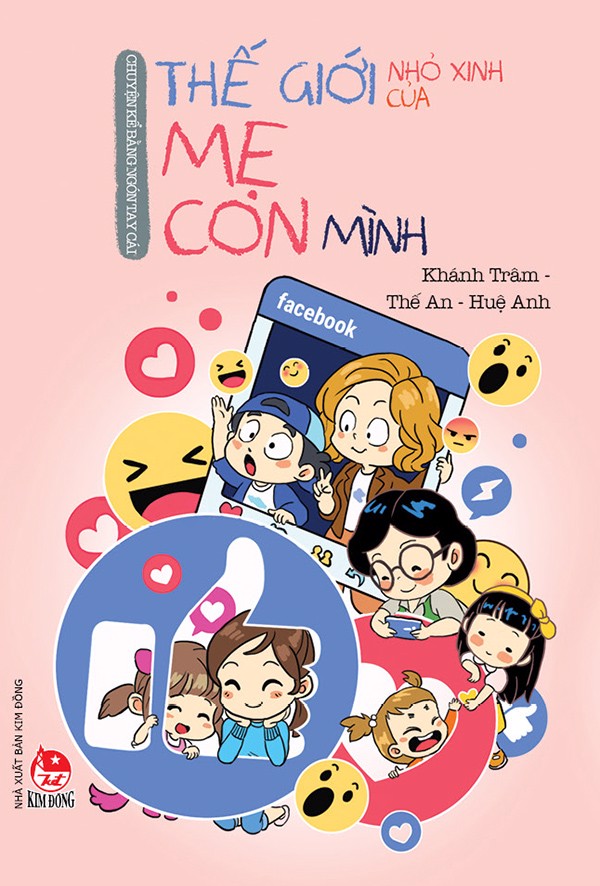 CHUYỆN KỂ BẰNG NGÓN TAY CÁI
THẾ GIỚI NHỎ XINH
CỦA
MẸ
CON MÌNH
Khánh Trâm -
Thế An - Huệ Anh
facebook
NHÀ XUẤT BẢN KIM ĐỒNG
KIM ĐỒNG